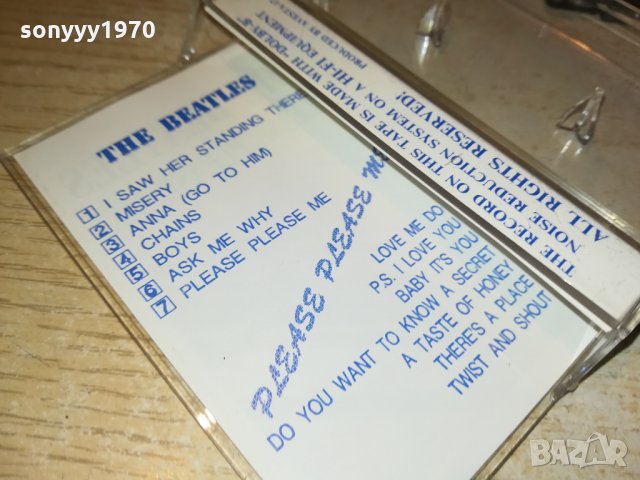 sonyyy1970
THE BEATLES
1 I SAW HER STANDING THERE
2 MISERY
3 ANNA (GO TO HIM)
4 CHAINS
5 BOYS
6 ASK ME WHY
7 PLEASE PLEASE ME
PLEASE PLEASE ME
LOVE ME DO
P.S. I LOVE YOU
BABY IT'S YOU
DO YOU WANT TO KNOW A SECRET
A TASTE OF HONEY
THERE'S A PLACE
TWIST AND SHOUT
PRODUCED BY
THE RECORD ON THIS TAPE IS MADE WITH "DOLBY S"
NOISE REDUCTION SYSTEM ON A HI-FI EQUIPMENT
ALL RIGHTS RESERVED!
BAZAR